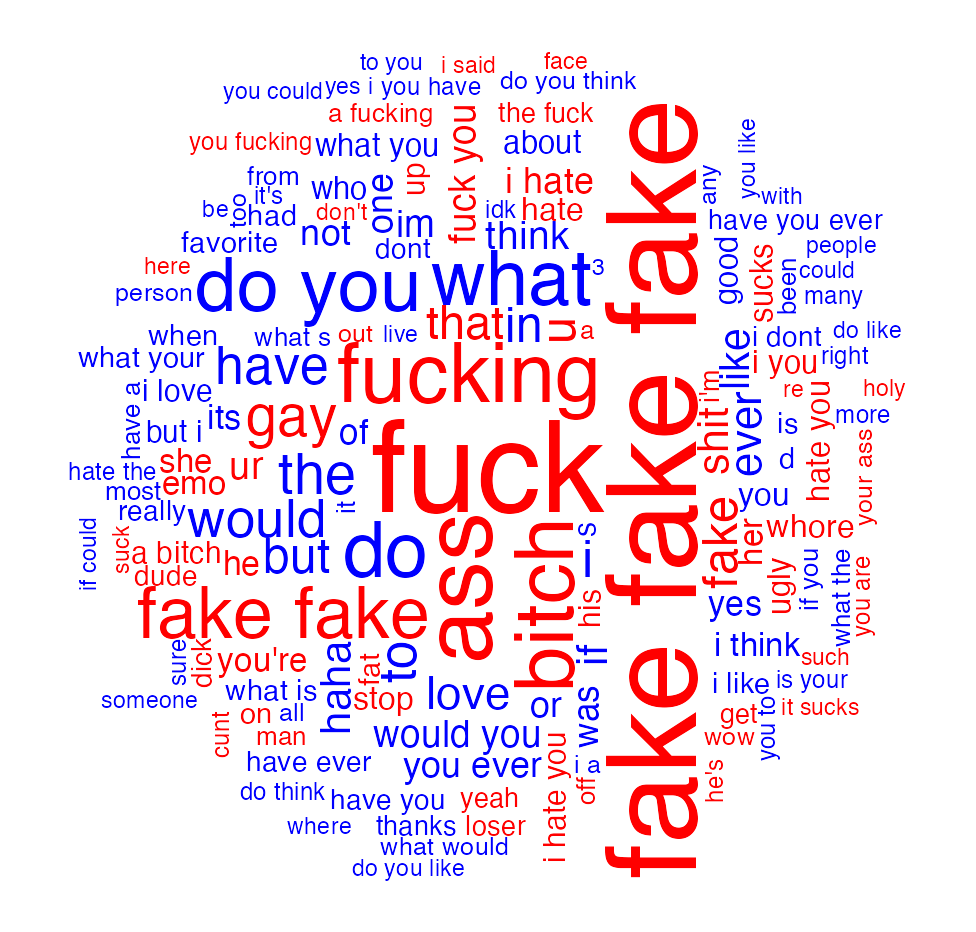 to you
i said
face
you could
yes i
you have
do you think
a fucking
fuck you
the fuck
fake fake fake
you fucking
what you
about
you like
from
it's
who
one
up
i hate
any
with
be
too
had
don't
im
idk
hate
have you ever
favorite
not
dont
think
good
sucks
people
here
do you
what
3
been
could
person
many
when
what s
out
live
that
in
u
a
like
i dont
do like
what your
have
fucking
i you
right
have a
i love
its
gay
of
fuck
i'm
shit
ever
re
hate you
holy
more
but i
is
your ass
hate the
she
emo
ur
the
it
d
most
really
would
you
fake
her
whore
if could
suck
a bitch
dude
he
but
do
ass
bitch
i
s
his
ugly
if you
what the
you are
fake fake
yes
sure
dick
you're
haha
fat
to
if
i think
such
someone
what is
stop
love
or
was
i like
is your
cunt
on
all
man
would you
get
you to
it sucks
wow
have ever
you ever
i hate you
i a
off
he's
do think
have you
yeah
where
thanks
loser
what would
do you like